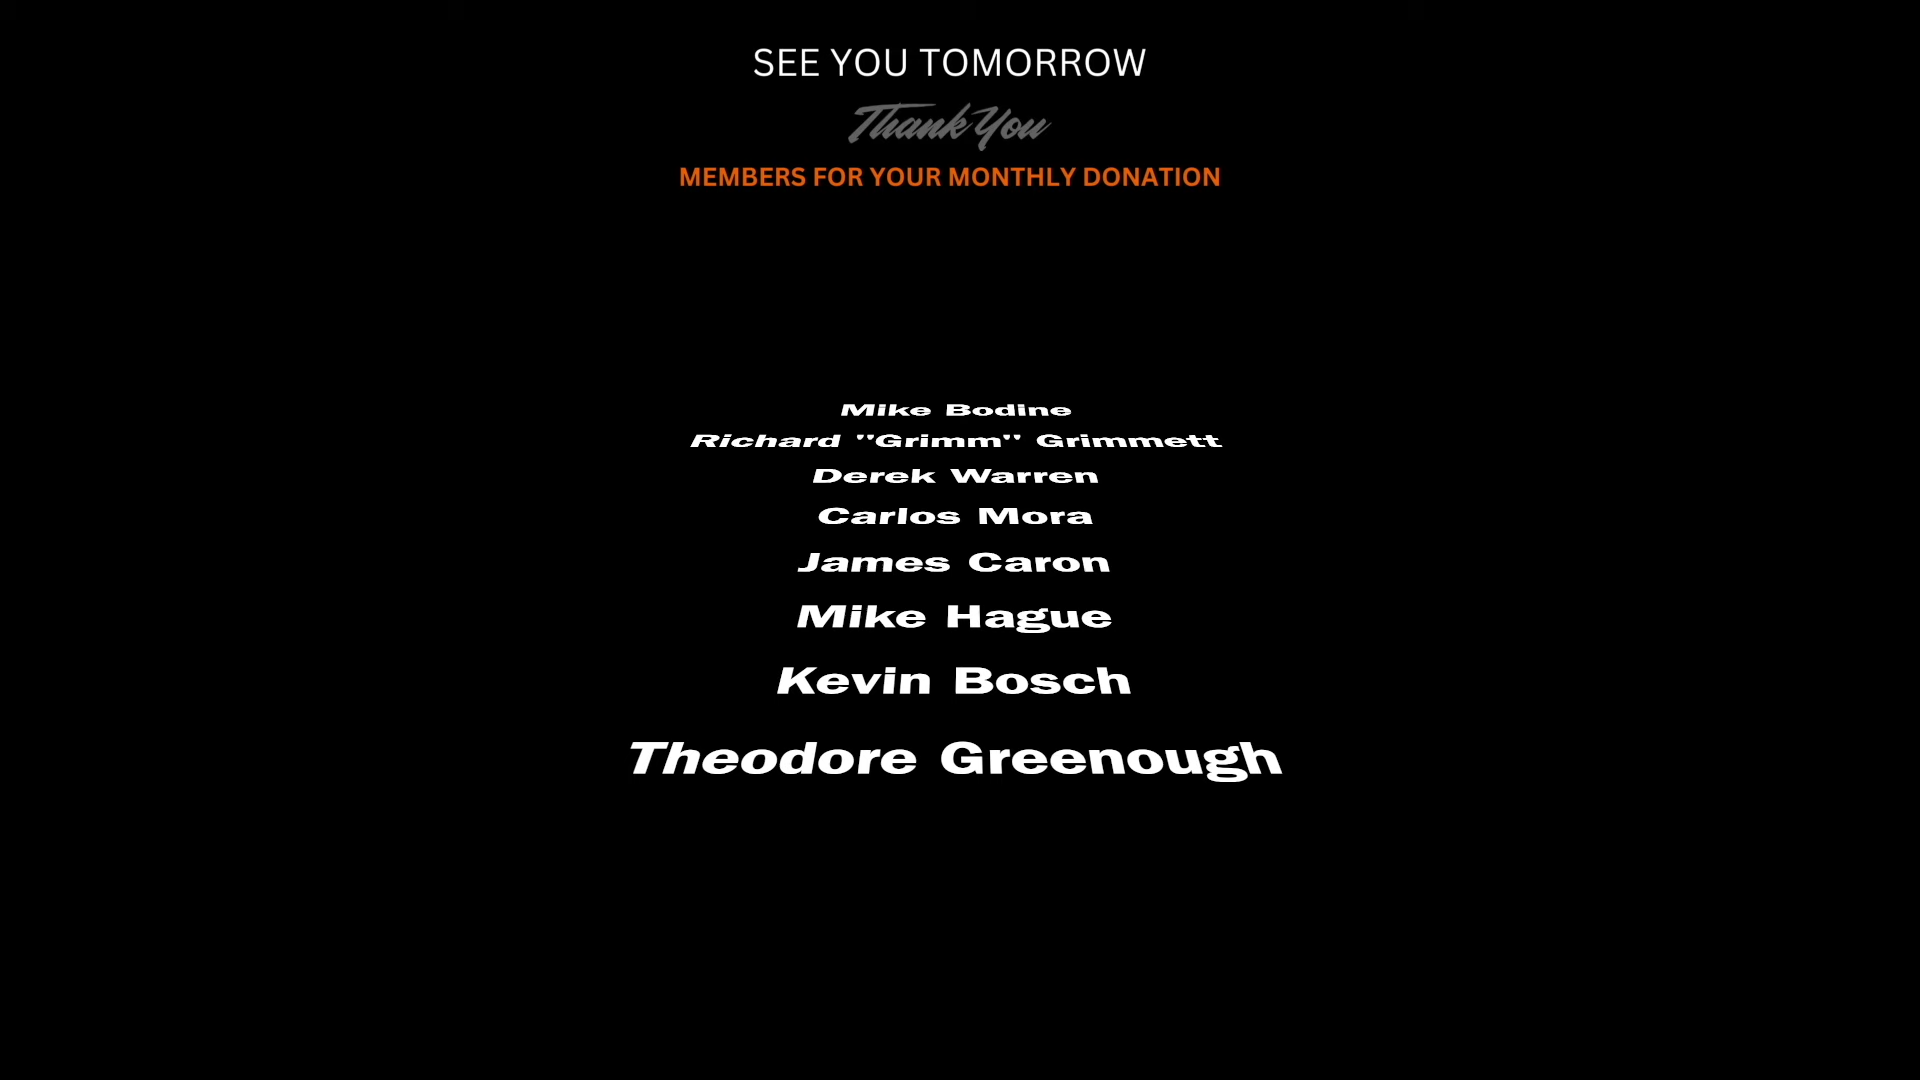 SEE YOU TOMORROW
Thank You
MEMBERS FOR YOUR MONTHLY DONATION
Mike Bodine
Richard "Grimm" Grimmett
Derek Warren
Carlos Mora
James Caron
Mike Hague
Kevin Bosch
Theodore Greenough